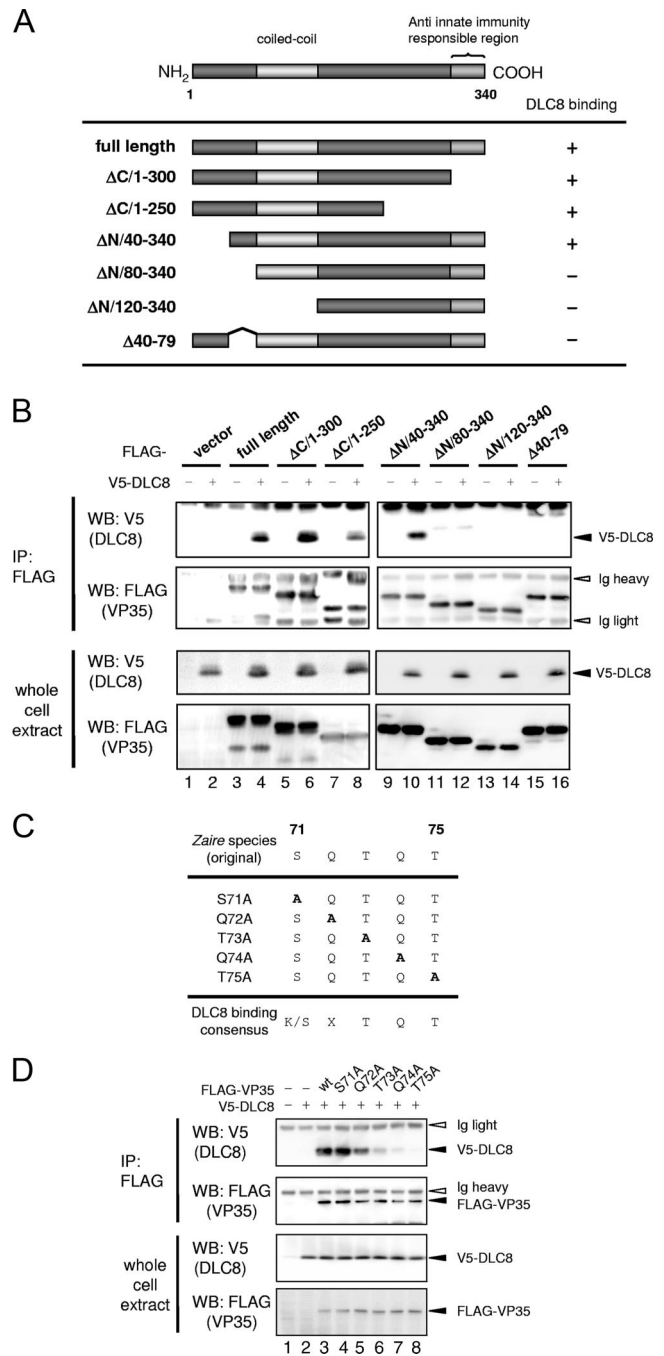 A
Anti innate immunity
responsible region
coiled-coil
NH2
COOH
1
340
DLC8 binding
full length +
ΔC/1-300 +
ΔC/1-250 +
ΔN/40-340 +
ΔN/80-340 –
ΔN/120-340 –
Δ40-79 –
B
FLAG- vector full length ΔC/1-300 ΔC/1-250 ΔN/40-340 ΔN/80-340 ΔN/120-340 Δ40-79
V5-DLC8 – + – + – + – + – + – + – + – +
IP:
FLAG
WB: V5
(DLC8)
V5-DLC8
WB: FLAG
(VP35)
Ig heavy
Ig light
whole
cell
extract
WB: V5
(DLC8)
V5-DLC8
WB: FLAG
(VP35)
1 2 3 4 5 6 7 8 9 10 11 12 13 14 15 16
C
71 75
Zaire species
(original)
S Q T Q T
S71A A Q T Q T
Q72A S A T Q T
T73A S Q A Q T
Q74A S Q T A T
T75A S Q T Q A
DLC8 binding
consensus
K/S X T Q T
D
FLAG-VP35 – – wt S71A Q72A T73A Q74A T75A
V5-DLC8 – + + + + + + +
IP:
FLAG
WB: V5
(DLC8)
Ig light
V5-DLC8
WB: FLAG
(VP35)
Ig heavy
FLAG-VP35
whole
cell
extract
WB: V5
(DLC8)
V5-DLC8
WB: FLAG
(VP35)
FLAG-VP35
1 2 3 4 5 6 7 8